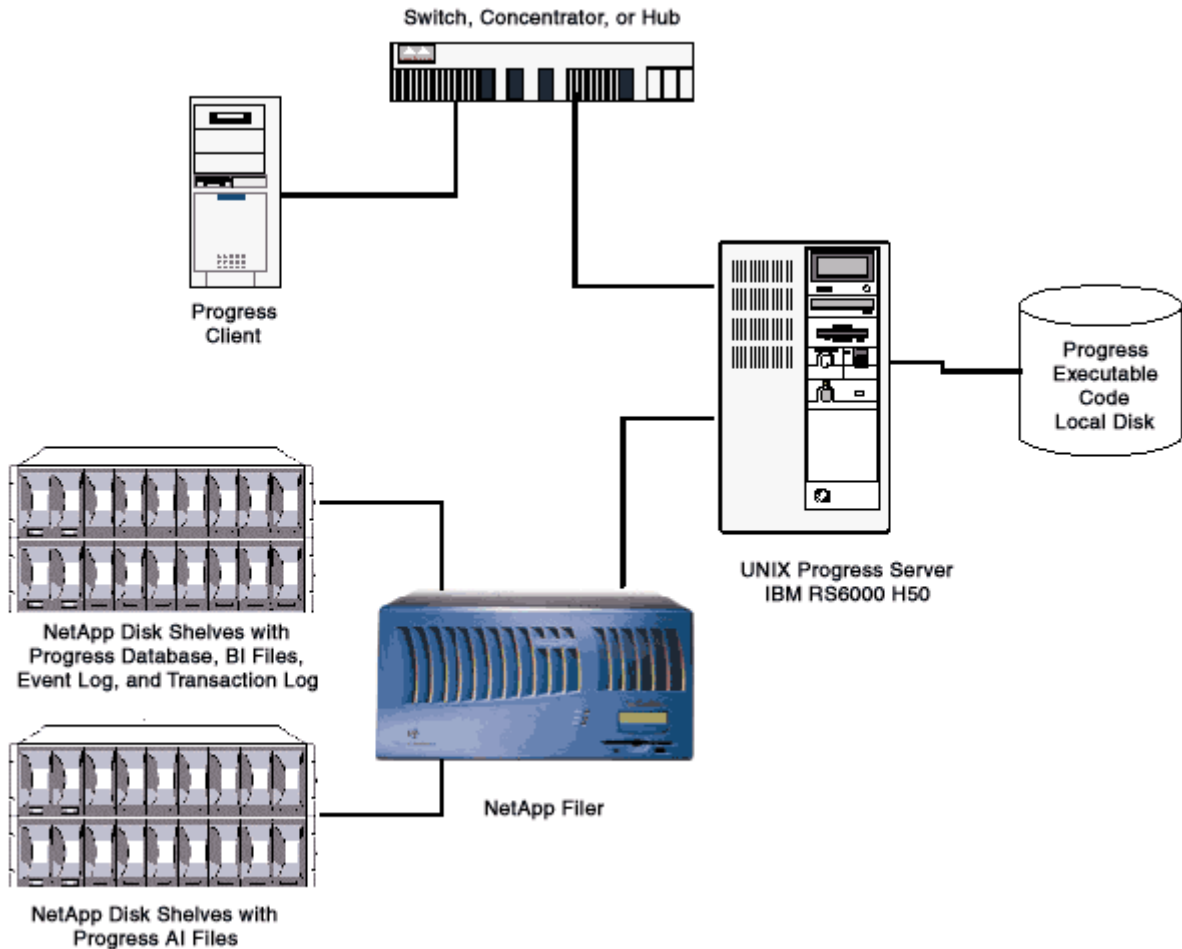 Switch, Concentrator, or Hub
Progress
Client
Progress
Executable
Code
Local Disk
UNIX Progress Server
IBM RS6000 H50
NetApp Disk Shelves with
Progress Database, BI Files,
Event Log, and Transaction Log
NetApp Filer
NetApp Disk Shelves with
Progress AI Files